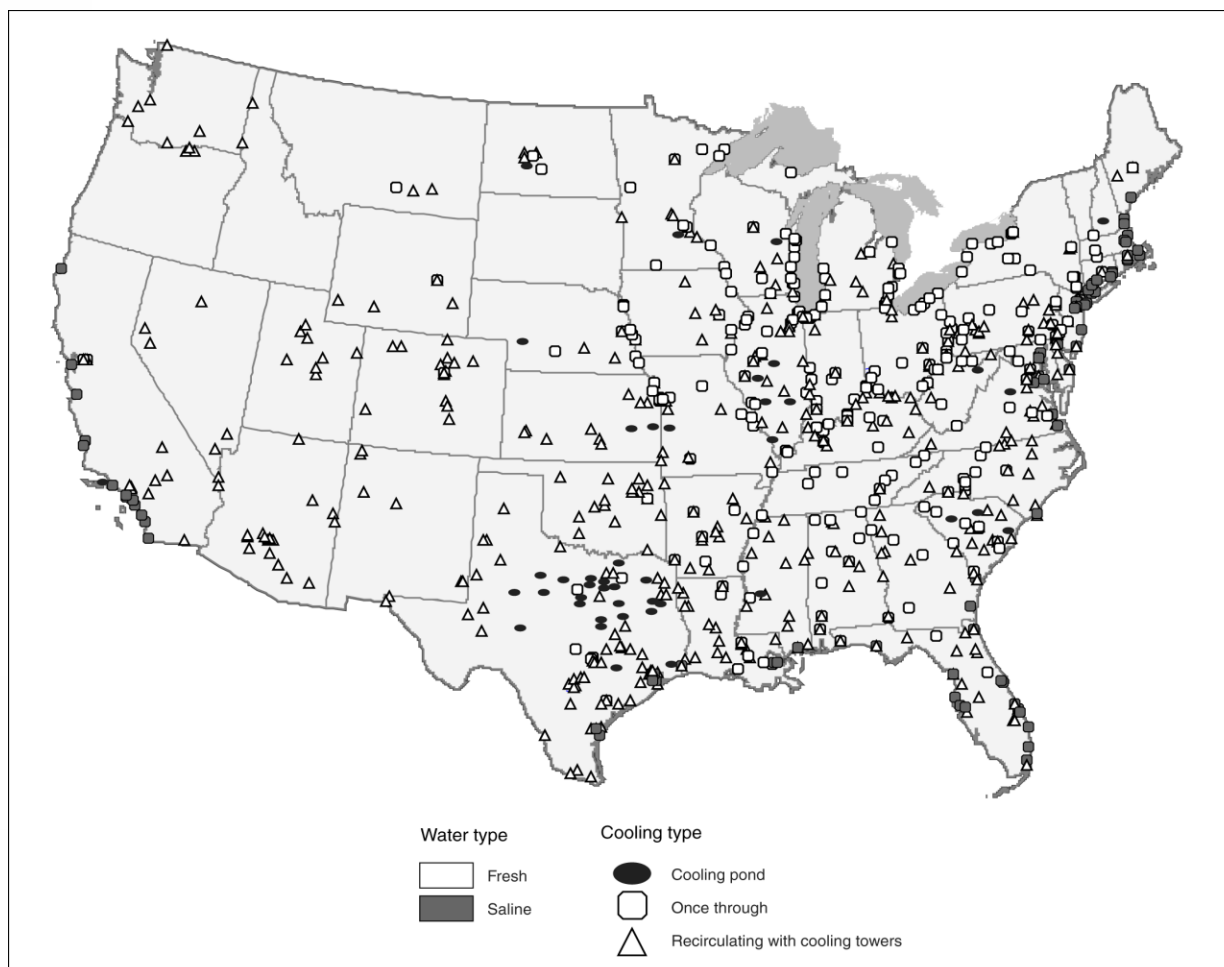 Water type
Cooling type
Fresh
Cooling pond
Saline
Once through
Recirculating with cooling towers